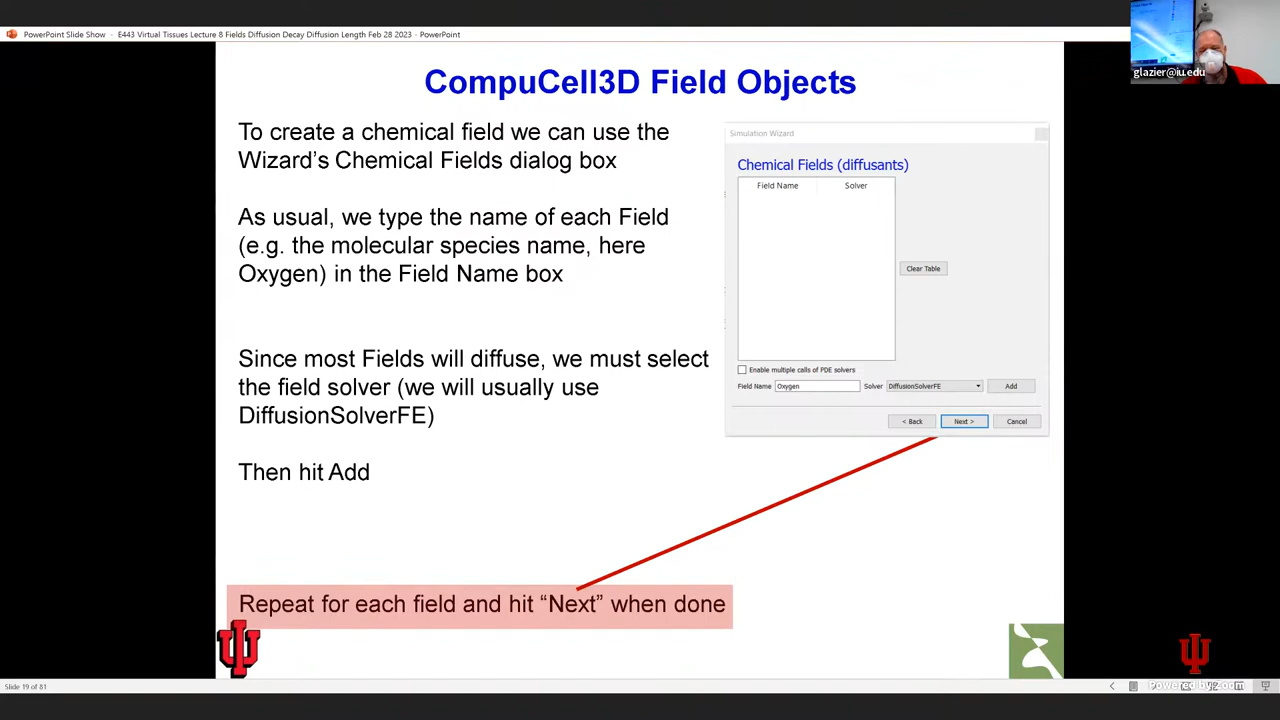 PowerPoint Slide Show - E443 Virtual Tissues Lecture 8 Fields Diffusion Decay Diffusion Length Feb 28 2023 - PowerPoint
glazier@iu.edu
CompuCell3D Field Objects
To create a chemical field we can use the
Wizard's Chemical Fields dialog box
As usual, we type the name of each Field
(e.g. the molecular species name, here
Oxygen) in the Field Name box
Since most Fields will diffuse, we must select
the field solver (we will usually use
DiffusionSolverFE)
Then hit Add
Repeat for each field and hit “Next” when done
Simulation Wizard
Chemical Fields (diffusants)
Field Name Solver
Clear Table
Enable multiple calls of PDE solvers
Field Name Oxygen Solver DiffusionSolverFE Add
< Back Next > Cancel
Slide 19 of 81
Powered by Zoom